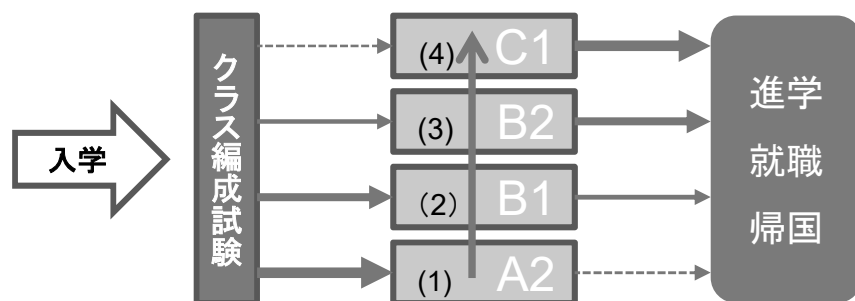 入学
クラス編成試験
(4) C1
(3) B2
（2） B1
(1) A2
進学
就職
帰国